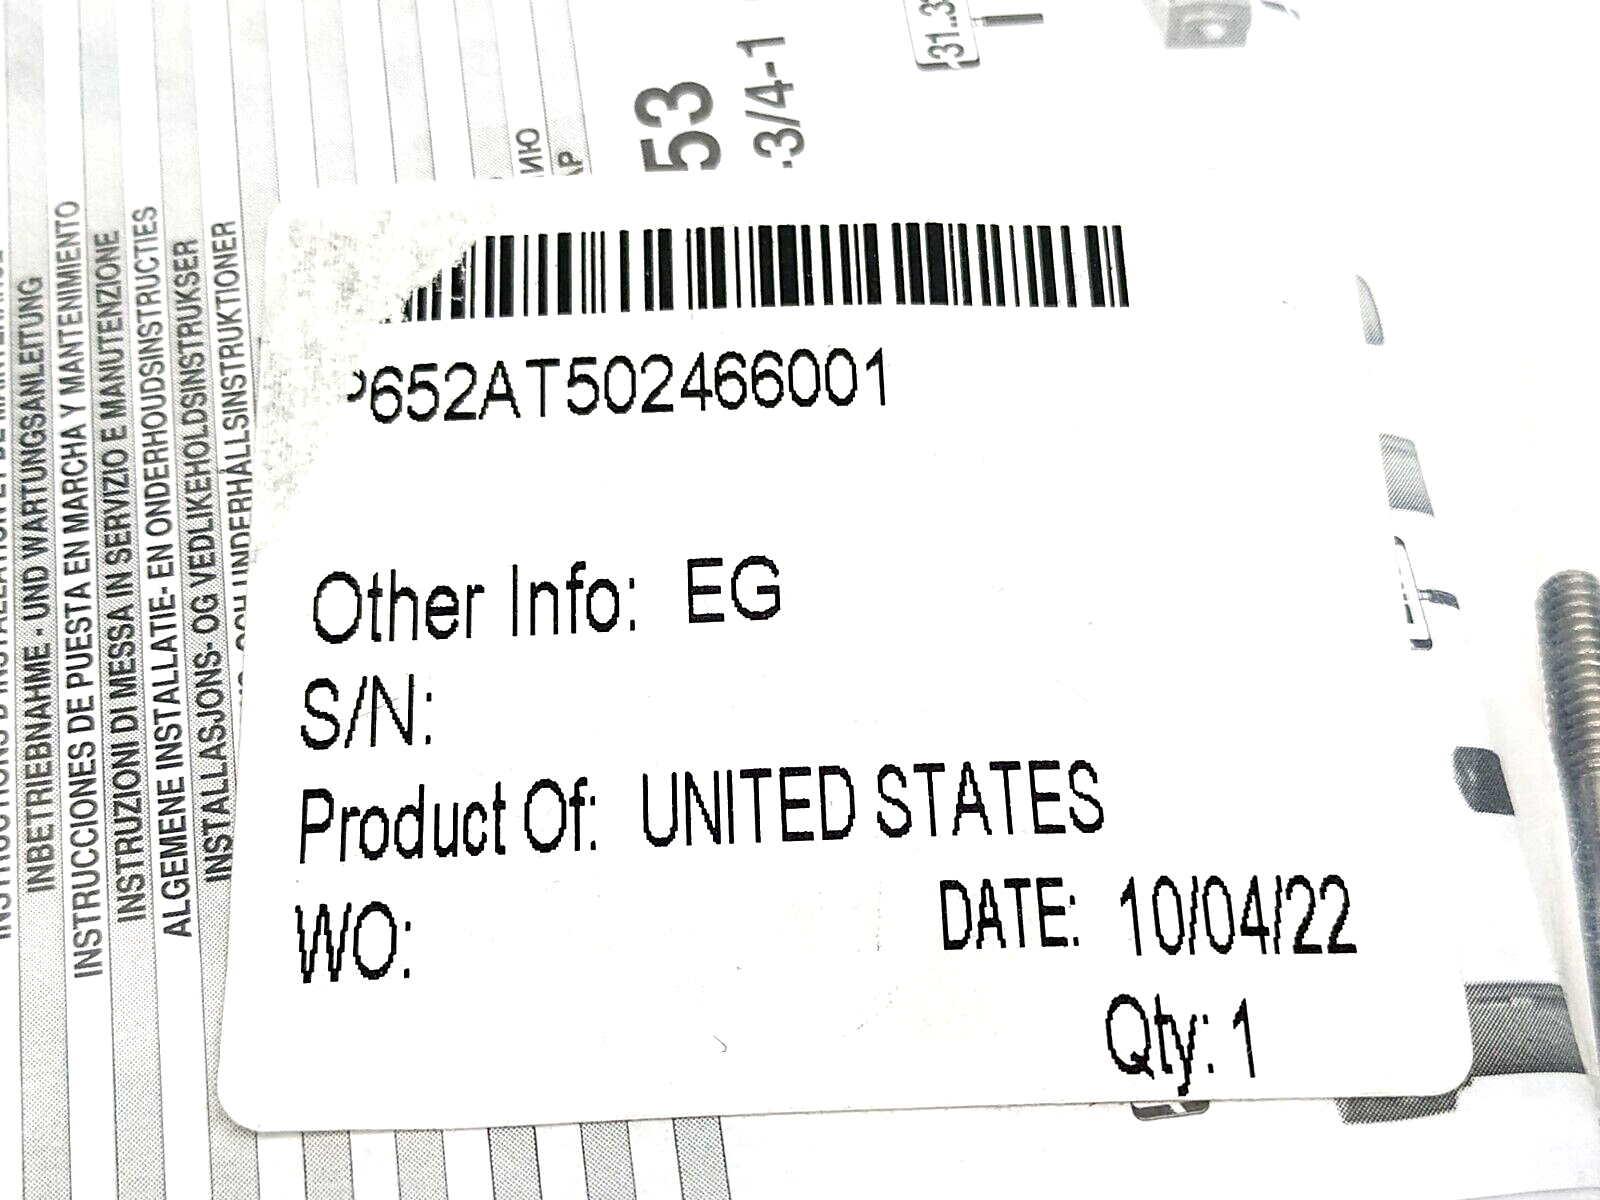 P652AT502466001
Other Info: EG
S/N:
Product Of: UNITED STATES
WO:
DATE: 10/04/22
Qty: 1
INBETRIEBNAHME - UND WARTUNGSANLEITUNG
INSTRUCCIONES DE PUESTA EN MARCHA Y MANTENIMIENTO
INSTRUZIONI DI MESSA IN SERVIZIO E MANUTENZIONE
ALGEMENE INSTALLATIE- EN ONDERHOUDSINSTRUCTIES
INSTALLASJONS- OG VEDLIKEHOLDSINSTRUKSER
OCH UNDERHÅLLSINSTRUKTIONER
53
3/4-1